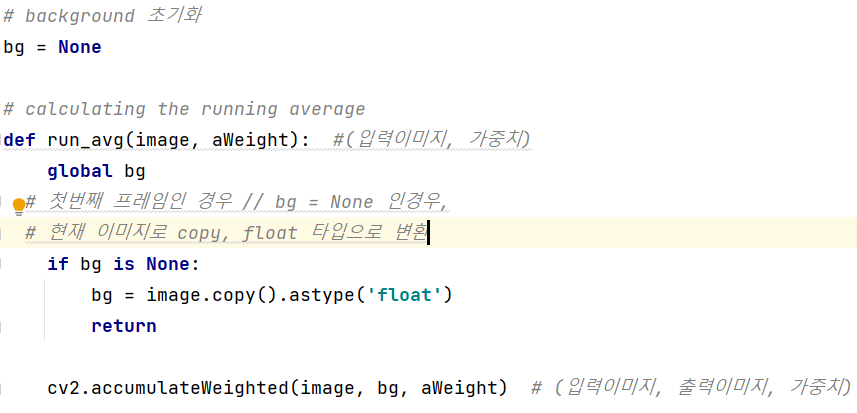 # background 초기화
bg = None
# calculating the running average
def run_avg(image, aWeight):  #(입력이미지, 가중치)
    global bg
  # 첫번째 프레임인 경우 // bg = None 인경우,
  # 현재 이미지로 copy, float 타입으로 변환
    if bg is None:
        bg = image.copy().astype('float')
        return
    cv2.accumulateWeighted(image, bg, aWeight)  # (입력이미지, 출력이미지, 가중치)